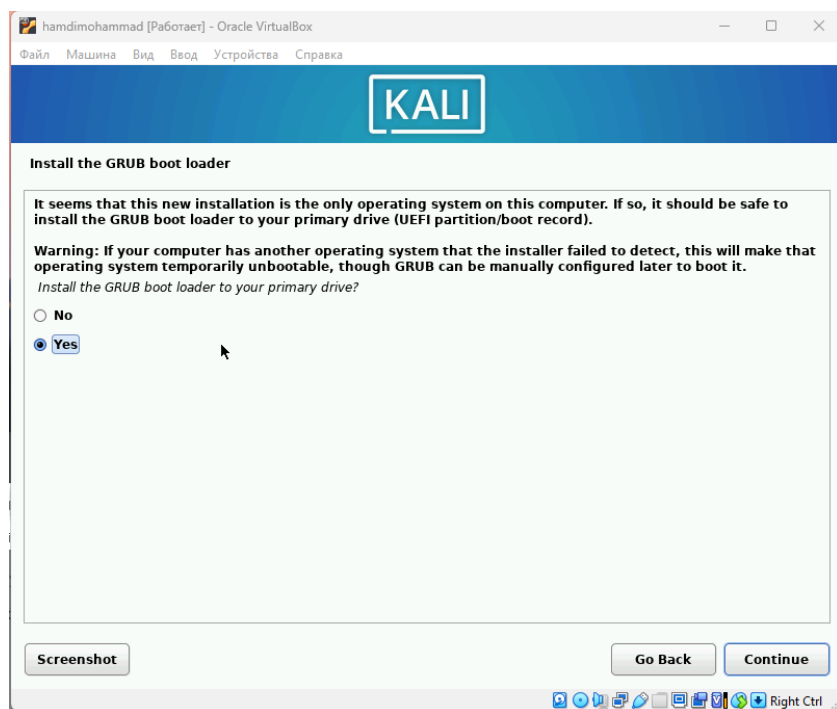 hamdimohammad [Работает] - Oracle VirtualBox
Файл Машина Вид Ввод Устройства Справка
KALI
Install the GRUB boot loader
It seems that this new installation is the only operating system on this computer. If so, it should be safe to
install the GRUB boot loader to your primary drive (UEFI partition/boot record).
Warning: If your computer has another operating system that the installer failed to detect, this will make that
operating system temporarily unbootable, though GRUB can be manually configured later to boot it.
Install the GRUB boot loader to your primary drive?
No
Yes
Screenshot Go Back Continue
Right Ctrl